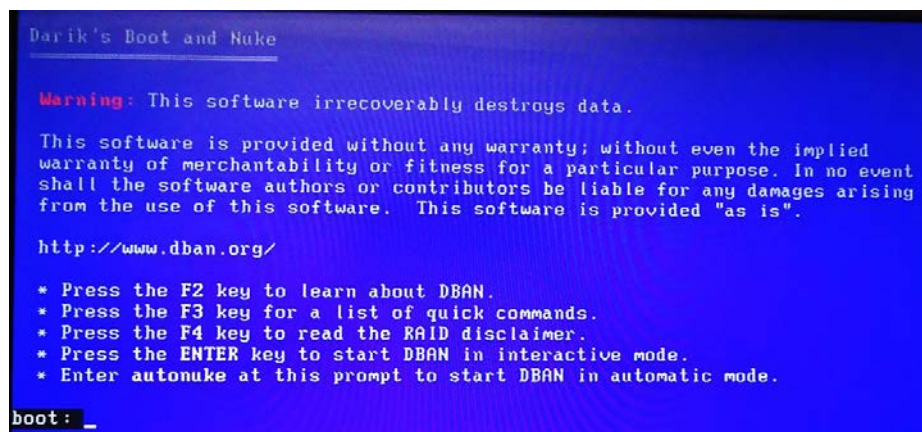 Darik's Boot and Nuke
Warning: This software irrecoverably destroys data.
This software is provided without any warranty; without even the implied
warranty of merchantability or fitness for a particular purpose. In no event
shall the software authors or contributors be liable for any damages arising
from the use of this software.  This software is provided "as is".
http://www.dban.org/
* Press the F2 key to learn about DBAN.
* Press the F3 key for a list of quick commands.
* Press the F4 key to read the RAID disclaimer.
* Press the ENTER key to start DBAN in interactive mode.
* Enter autonuke at this prompt to start DBAN in automatic mode.
boot: _